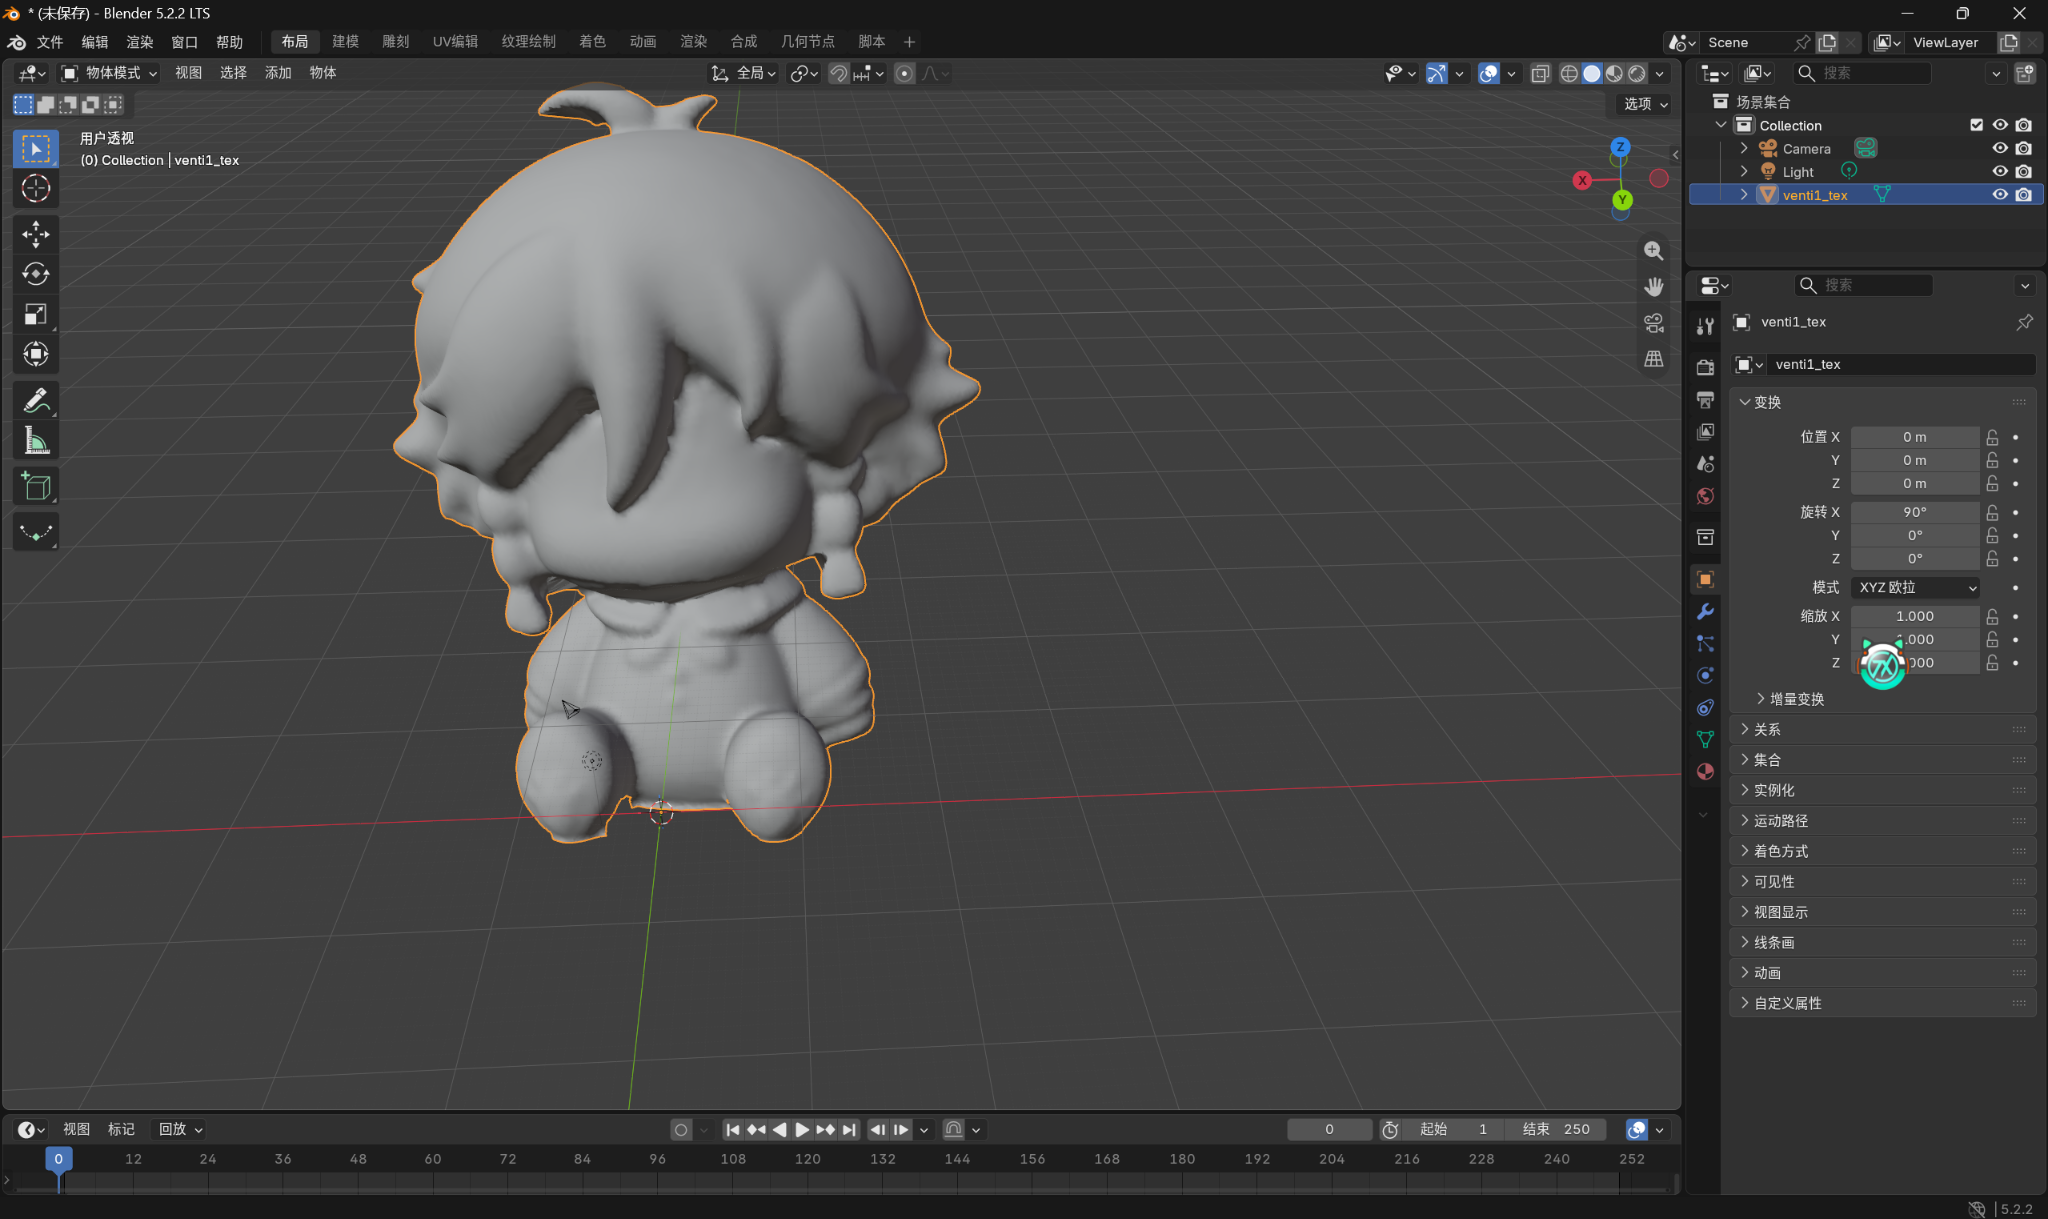 * (未保存) - Blender 5.2.2 LTS
文件 编辑 渲染 窗口 帮助 布局 建模 雕刻 UV编辑 纹理绘制 着色 动画 渲染 合成 几何节点 脚本 Scene ViewLayer
物体模式 视图 选择 添加 物体 全局 搜索
选项
用户透视
(0) Collection | venti1_tex
Z
X
Y
场景集合
Collection
Camera
Light
venti1_tex
搜索
venti1_tex
venti1_tex
变换
位置 X 0 m
Y 0 m
Z 0 m
旋转 X 90°
Y 0°
Z 0°
模式 XYZ 欧拉
缩放 X 1.000
Y 1.000
Z 000
增量变换
关系
集合
实例化
运动路径
着色方式
可见性
视图显示
线条画
动画
自定义属性
视图 标记 回放 0 起始 1 结束 250
0 12 24 36 48 60 72 84 96 108 120 132 144 156 168 180 192 204 216 228 240 252
5.2.2